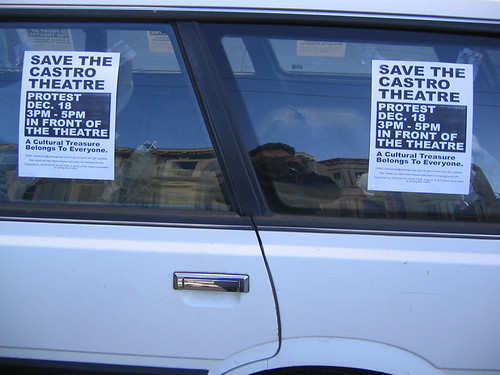 SAVE THE
CASTRO
THEATRE
PROTEST
DEC. 18
3PM - 5PM
IN FRONT OF
THE THEATRE
A Cultural Treasure
Belongs To Everyone.
SAVE THE
CASTRO
THEATRE
PROTEST
DEC. 18
3PM - 5PM
IN FRONT OF
THE THEATRE
A Cultural Treasure
Belongs To Everyone.